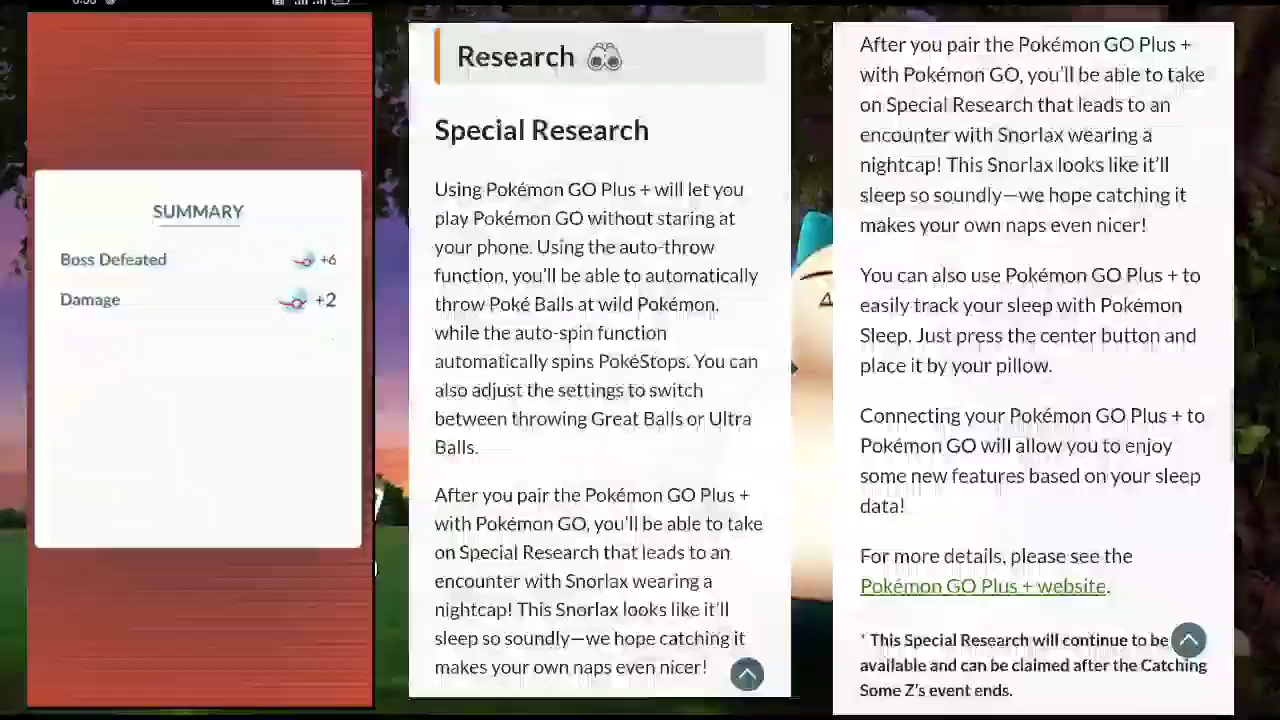 SUMMARY
Boss Defeated +6
Damage +2
Research
Special Research
Using Pokémon GO Plus + will let you
play Pokémon GO without staring at
your phone. Using the auto-throw
function, you'll be able to automatically
throw Poké Balls at wild Pokémon,
while the auto-spin function
automatically spins PokéStops. You can
also adjust the settings to switch
between throwing Great Balls or Ultra
Balls.
After you pair the Pokémon GO Plus +
with Pokémon GO, you'll be able to take
on Special Research that leads to an
encounter with Snorlax wearing a
nightcap! This Snorlax looks like it'll
sleep so soundly—we hope catching it
makes your own naps even nicer!
After you pair the Pokémon GO Plus +
with Pokémon GO, you'll be able to take
on Special Research that leads to an
encounter with Snorlax wearing a
nightcap! This Snorlax looks like it'll
sleep so soundly—we hope catching it
makes your own naps even nicer!
You can also use Pokémon GO Plus + to
easily track your sleep with Pokémon
Sleep. Just press the center button and
place it by your pillow.
Connecting your Pokémon GO Plus + to
Pokémon GO will allow you to enjoy
some new features based on your sleep
data!
For more details, please see the
Pokémon GO Plus + website.
* This Special Research will continue to be
available and can be claimed after the Catching
Some Z's event ends.